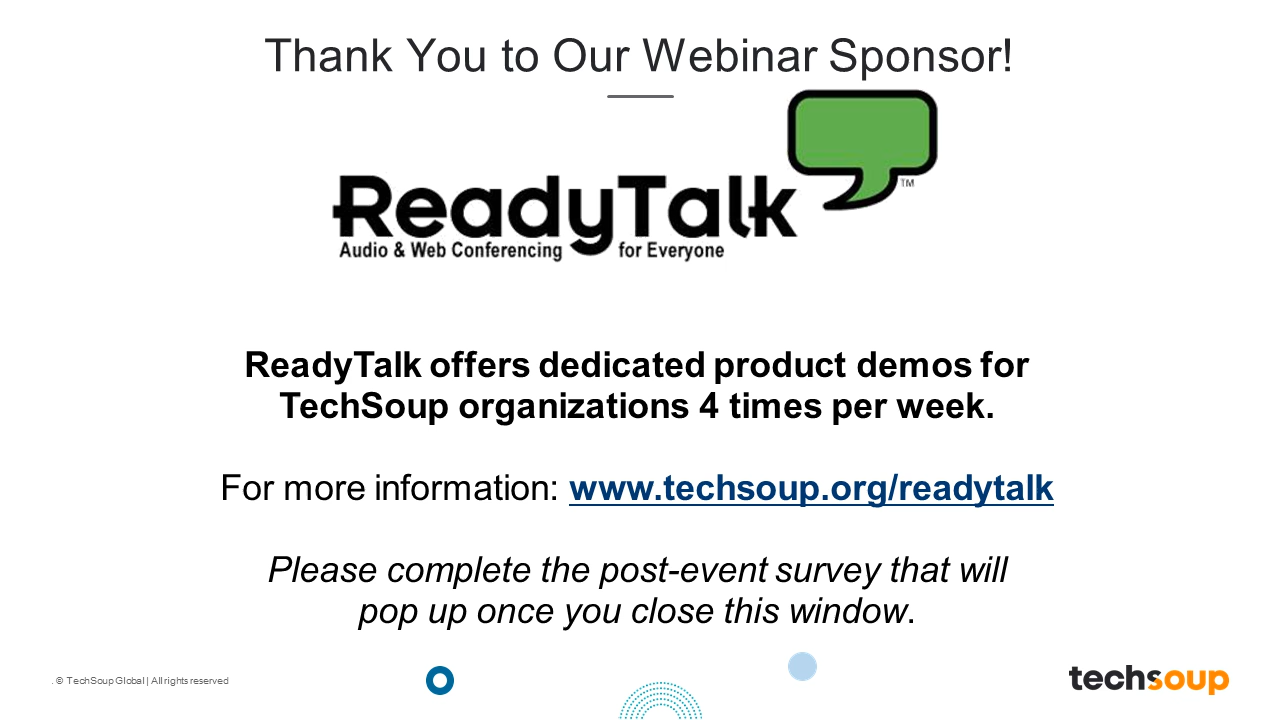 Thank You to Our Webinar Sponsor!
ReadyTalk
TM
Audio & Web Conferencing for Everyone
ReadyTalk offers dedicated product demos for
TechSoup organizations 4 times per week.
For more information: www.techsoup.org/readytalk
Please complete the post-event survey that will
pop up once you close this window.
. © TechSoup Global | All rights reserved
techsoup